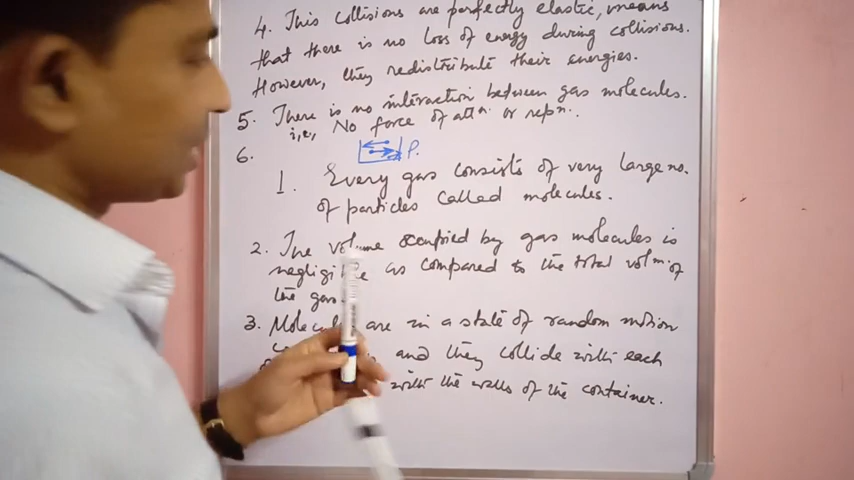 4. This collisions are perfectly elastic, means
that there is no loss of energy during collisions.
However, they redistribute their energies.
5. There is no interaction between gas molecules.
i,e, No force of attⁿ. or repⁿ..
6. P.
1. Every gas consists of very large no.
of particles called molecules.
2. The volume occupied by gas molecules is
as compared to the total volᵐ. of
the gas
3. are in a state of random motion
and they collide with each
with the walls of the container.